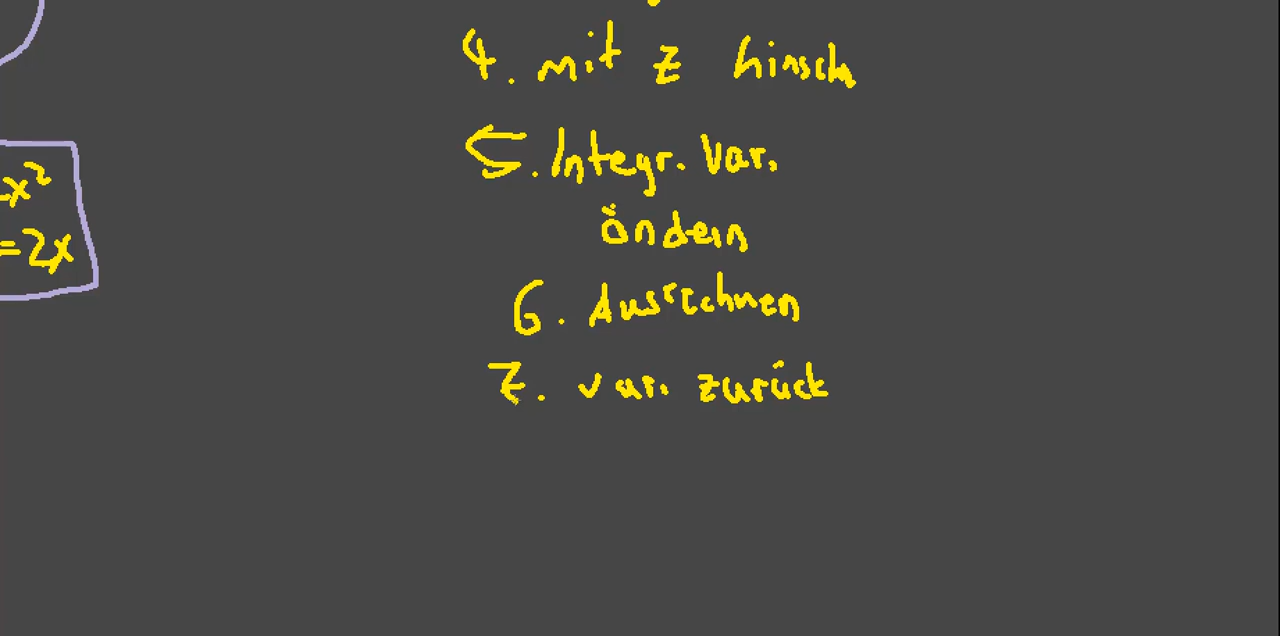 4. mit z hinsch
5. Integr. Var.
ändern
6. Ausrechnen
7. var. zurück
x²
=2x